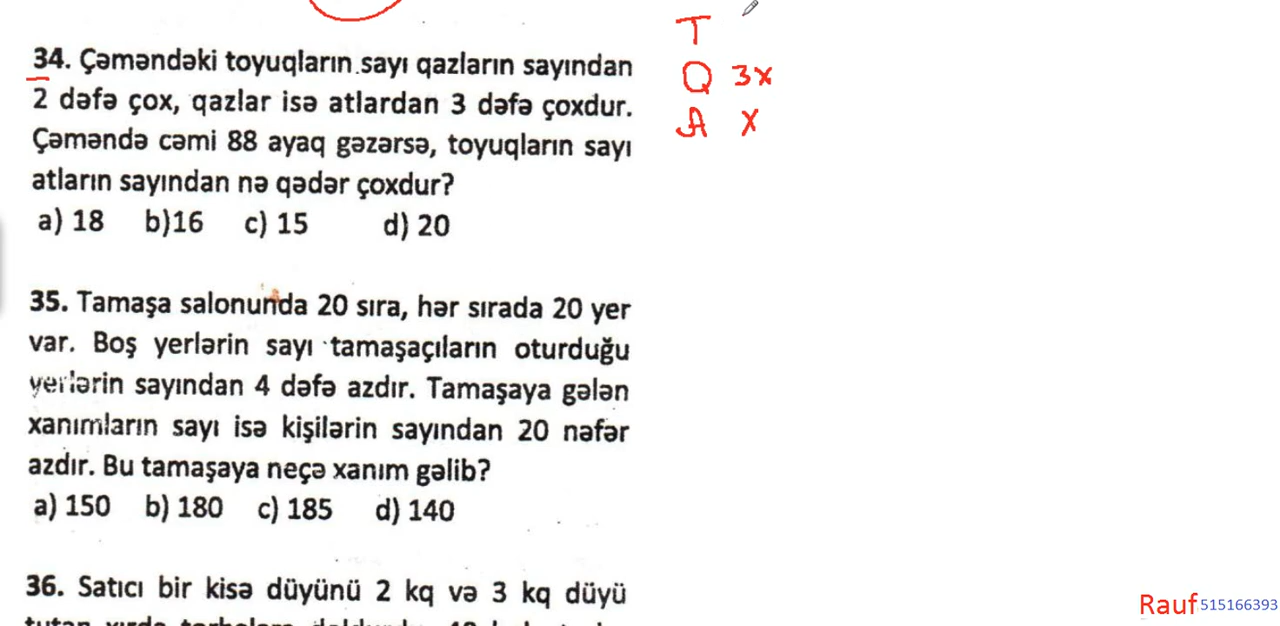 34. Çəməndəki toyuqların sayı qazların sayından
2 dəfə çox, qazlar isə atlardan 3 dəfə çoxdur.
Çəməndə cəmi 88 ayaq gəzərsə, toyuqların sayı
atların sayından nə qədər çoxdur?
a) 18 b)16 c) 15 d) 20
35. Tamaşa salonunda 20 sıra, hər sırada 20 yer
var. Boş yerlərin sayı tamaşaçıların oturduğu
yerlərin sayından 4 dəfə azdır. Tamaşaya gələn
xanımların sayı isə kişilərin sayından 20 nəfər
azdır. Bu tamaşaya neçə xanım gəlib?
a) 150 b) 180 c) 185 d) 140
36. Satıcı bir kisə düyünü 2 kq və 3 kq düyü
T
Q 3x
A x
Rauf 515166393